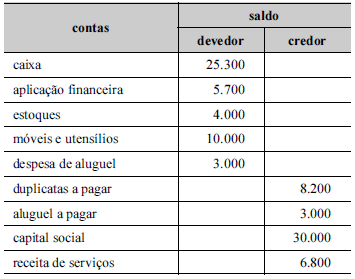 contas saldo
devedor credor
caixa 25.300
aplicação financeira 5.700
estoques 4.000
móveis e utensílios 10.000
despesa de aluguel 3.000
duplicatas a pagar 8.200
aluguel a pagar 3.000
capital social 30.000
receita de serviços 6.800